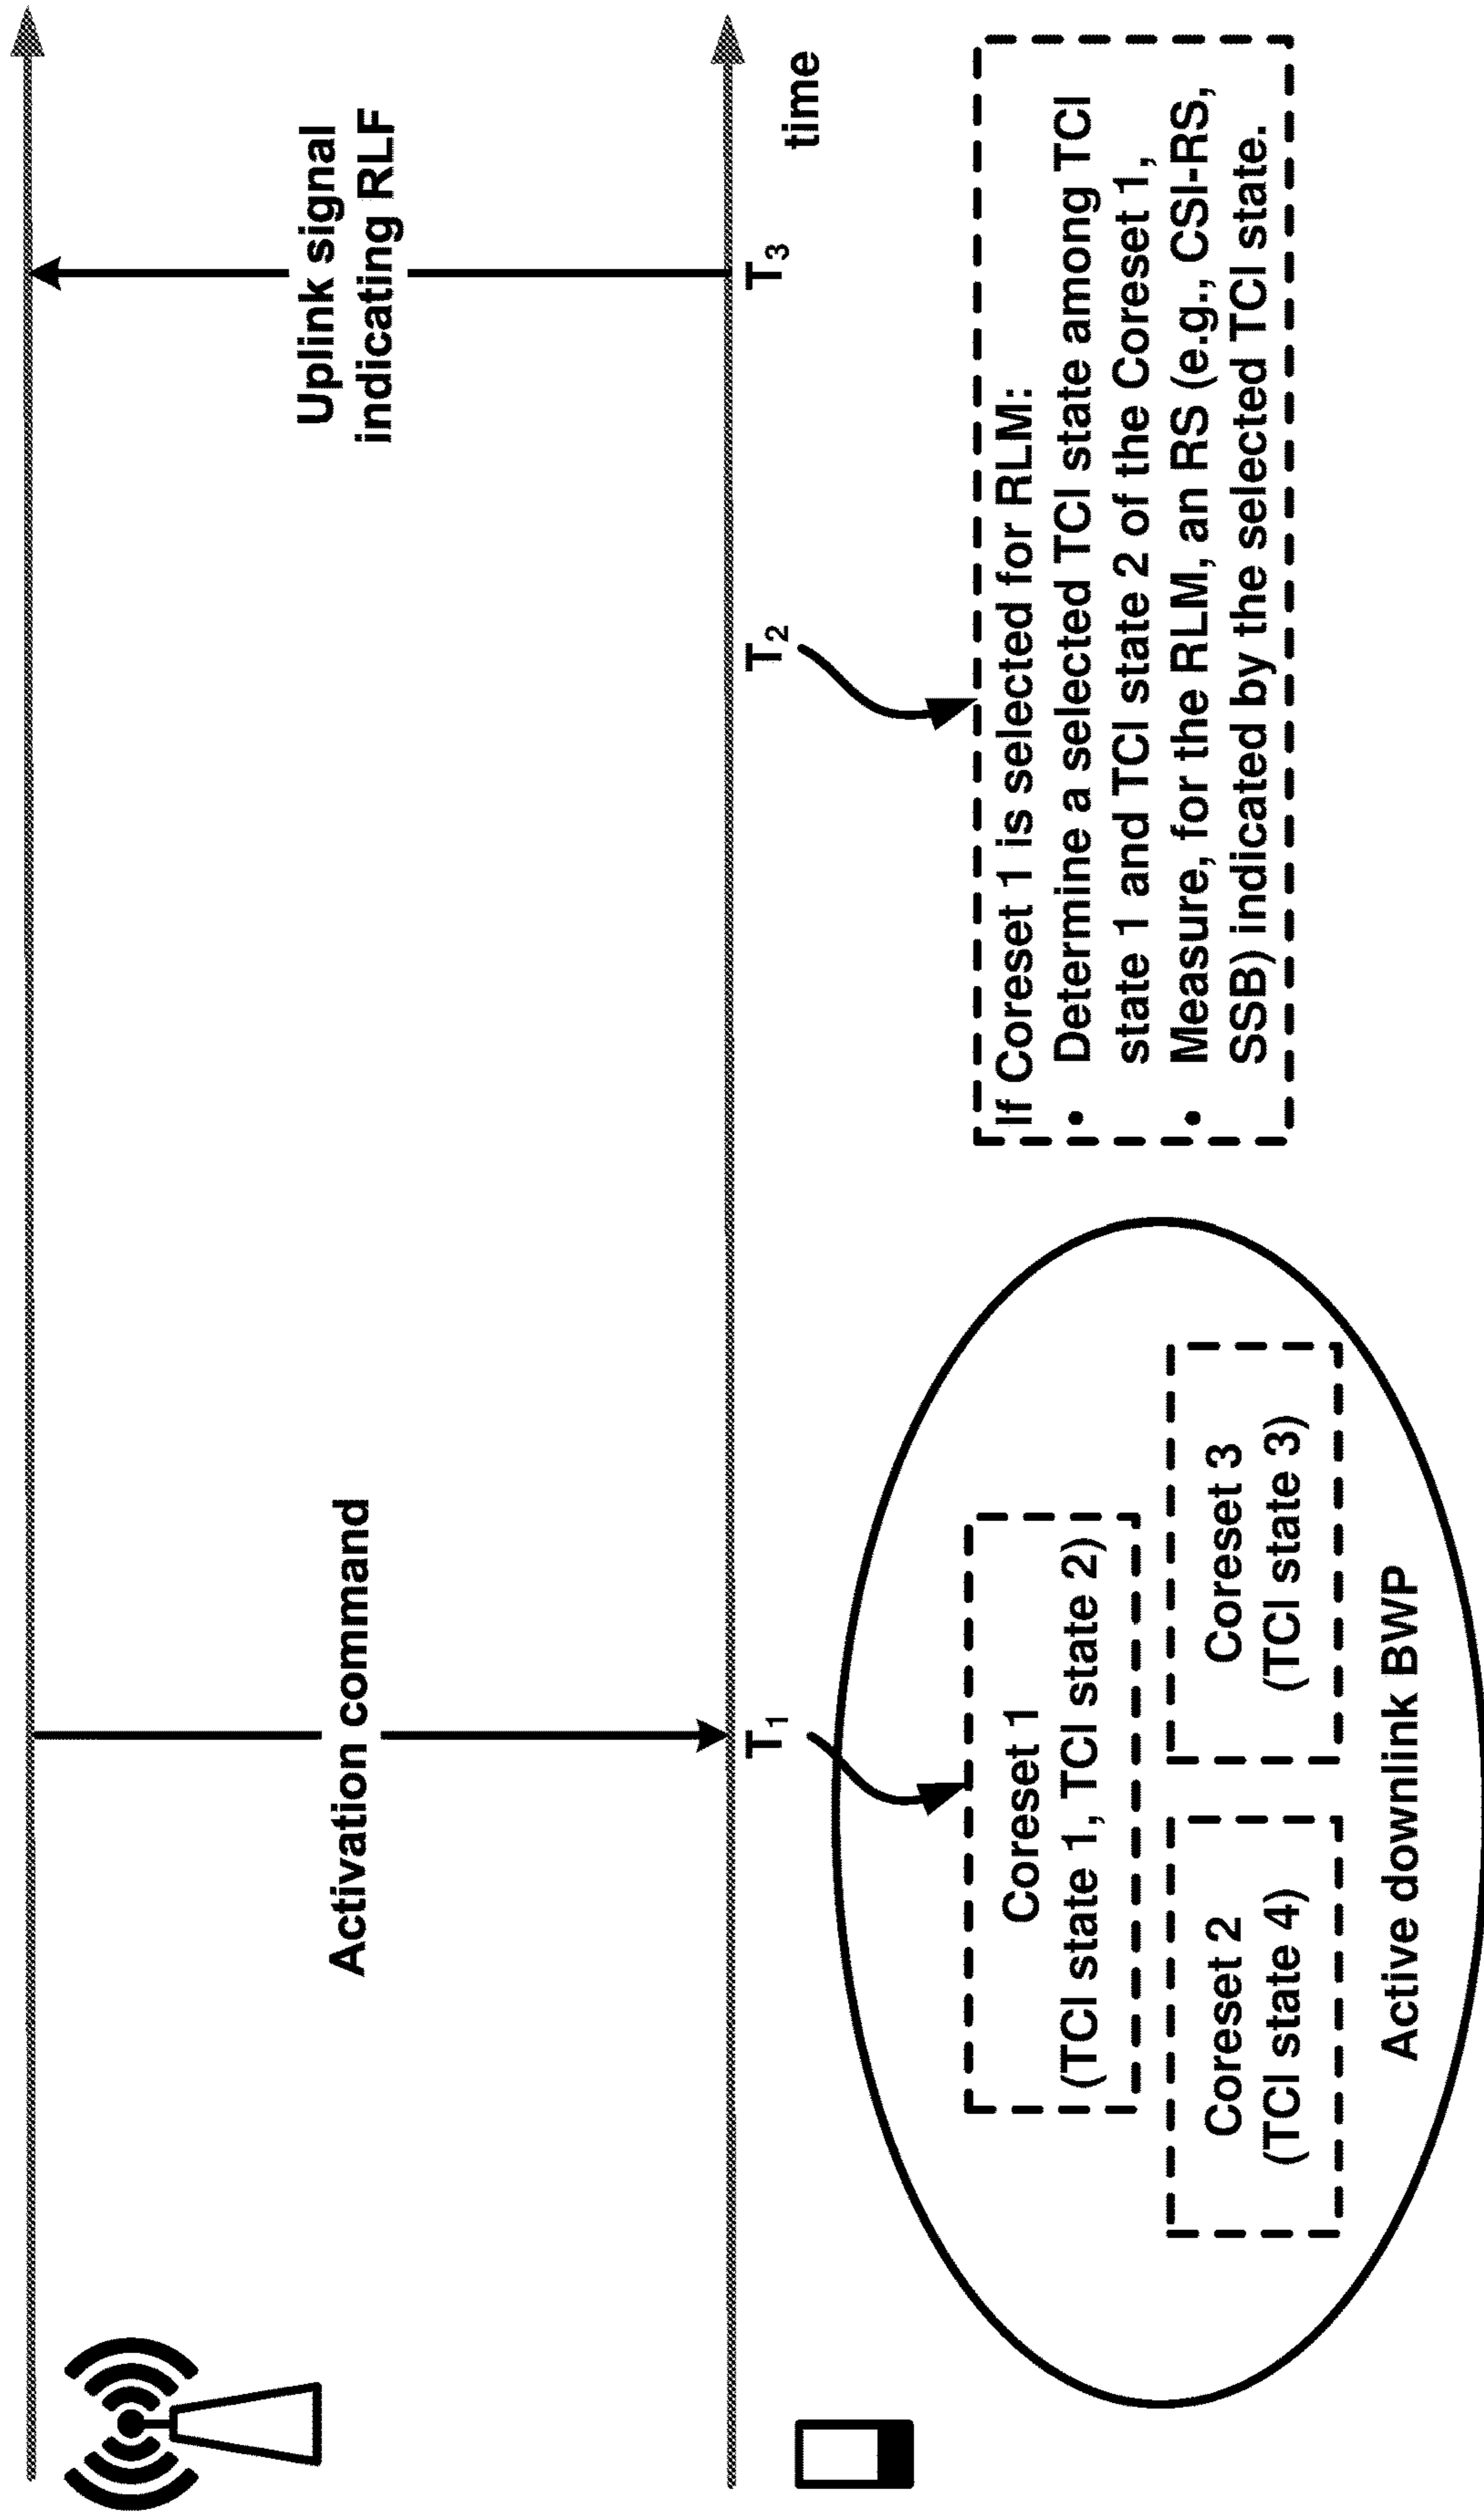 Activation command
Uplink signal
indicating RLF
T1
T2
T3
time
Coreset 1
(TCI state 1, TCI state 2)
Coreset 2
(TCI state 4)
Coreset 3
(TCI state 3)
Active downlink BWP
If Coreset 1 is selected for RLM:
• Determine a selected TCI state among TCI
state 1 and TCI state 2 of the Coreset 1,
• Measure, for the RLM, an RS (e.g., CSI-RS,
SSB) indicated by the selected TCI state.